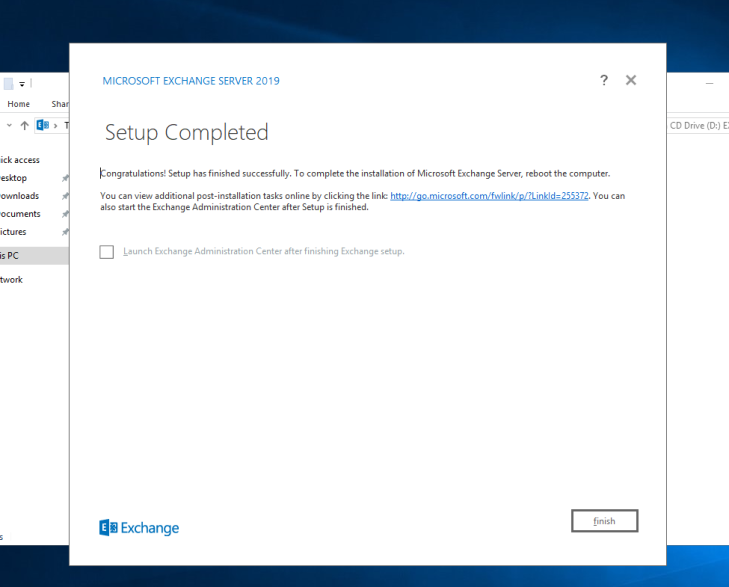 MICROSOFT EXCHANGE SERVER 2019
?
Home
Shar
CD Drive (D:) E
Setup Completed
ick access
Congratulations! Setup has finished successfully. To complete the installation of Microsoft Exchange Server, reboot the computer.
esktop
ownloads
You can view additional post-installation tasks online by clicking the link: http://go.microsoft.com/fwlink/p/?LinkId=255372. You can
also start the Exchange Administration Center after Setup is finished.
ocuments
ictures
is PC
Launch Exchange Administration Center after finishing Exchange setup.
twork
E Exchange
finish
s